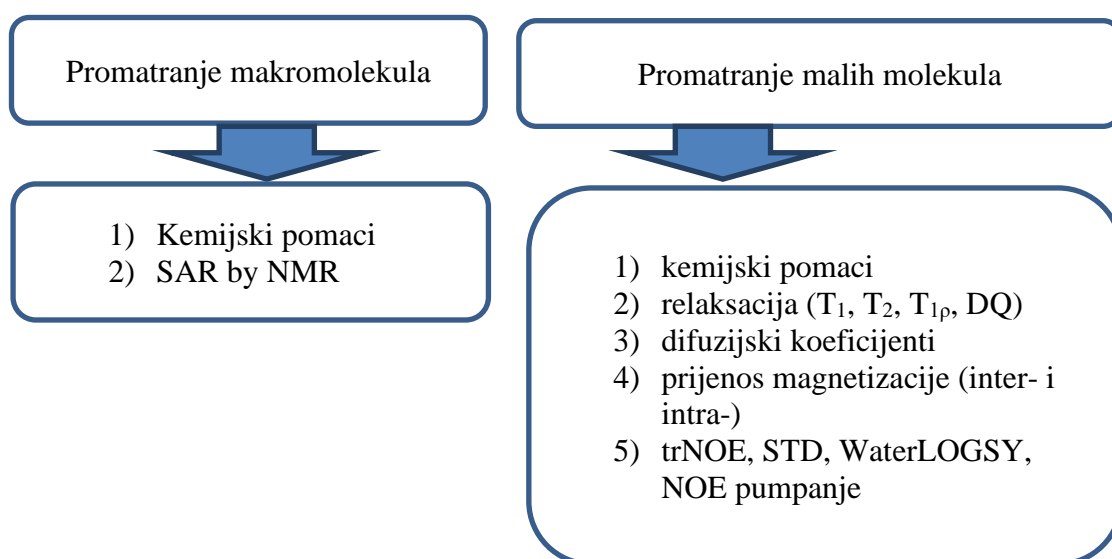 Promatranje makromolekula
Promatranje malih molekula
1) Kemijski pomaci
2) SAR by NMR
1) kemijski pomaci
2) relaksacija (T₁, T₂, T₁ᵨ, DQ)
3) difuzijski koeficijenti
4) prijenos magnetizacije (inter- i
intra-)
5) trNOE, STD, WaterLOGSY,
NOE pumpanje